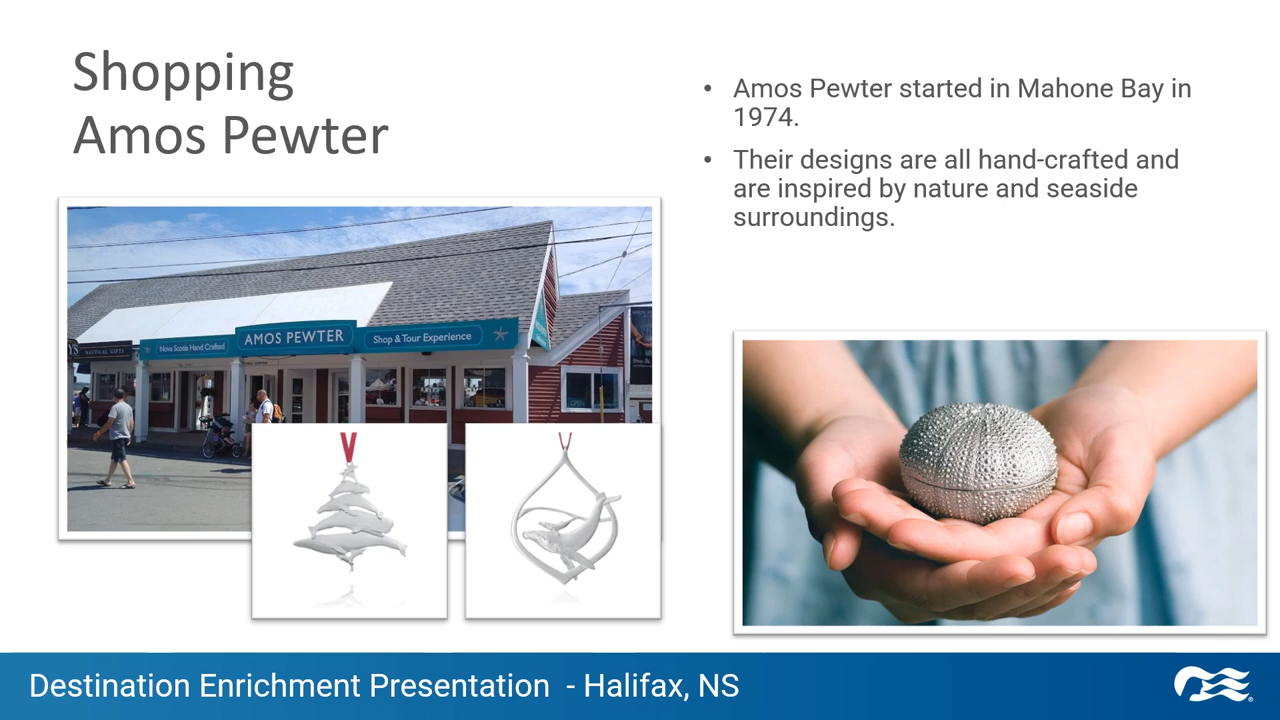 Shopping
Amos Pewter
• Amos Pewter started in Mahone Bay in
1974.
• Their designs are all hand-crafted and
are inspired by nature and seaside
surroundings.
NAUTICAL GIFTS
Nova Scotia Hand Crafted
AMOS PEWTER
Shop & Tour Experience
OPEN
Destination Enrichment Presentation - Halifax, NS